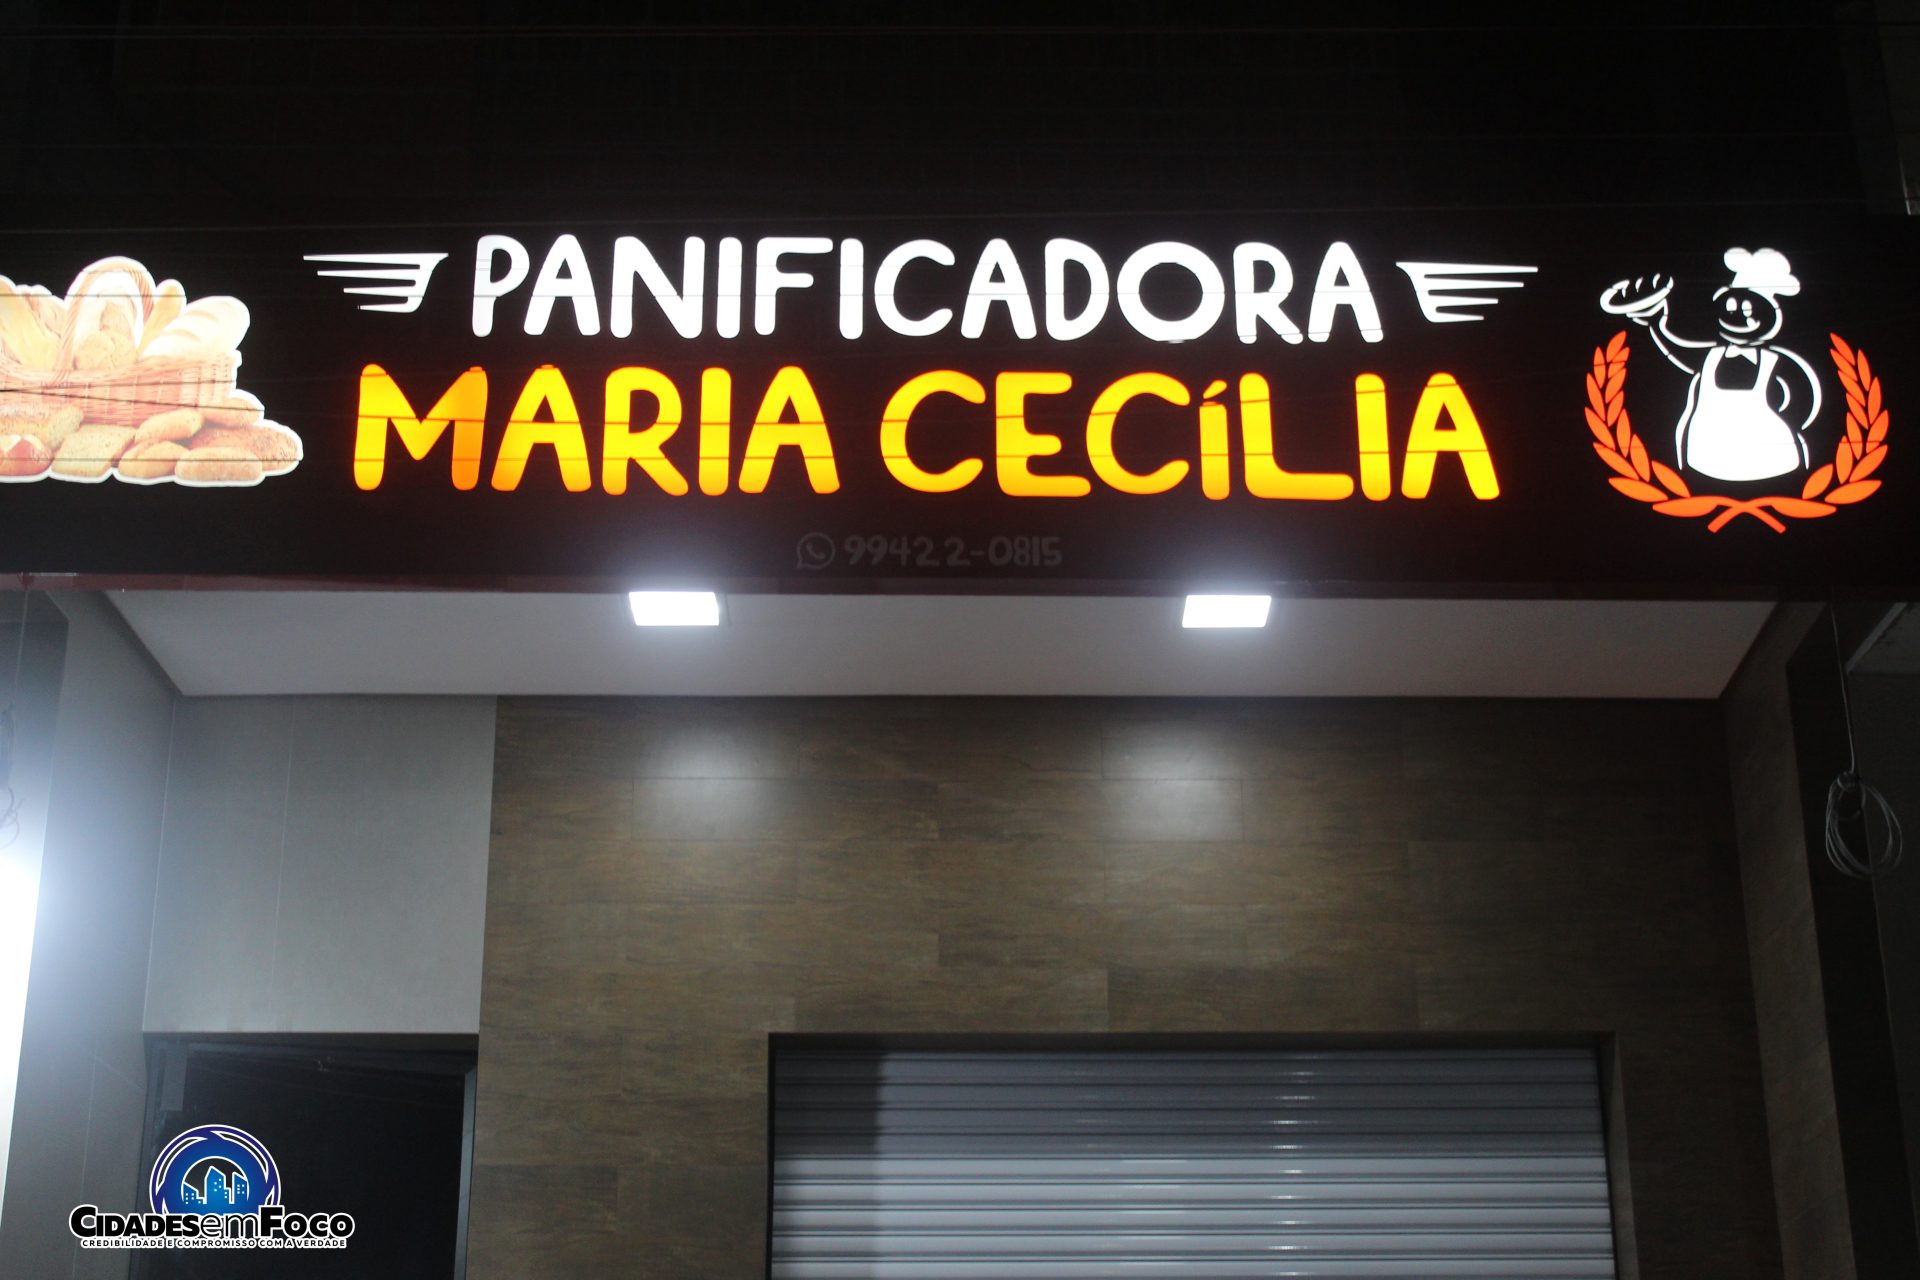 PANIFICADORA
MARIA CECÍLIA
99422-0815
CIDADESemFOCO
CREDIBILIDADE E COMPROMISSO COM A VERDADE